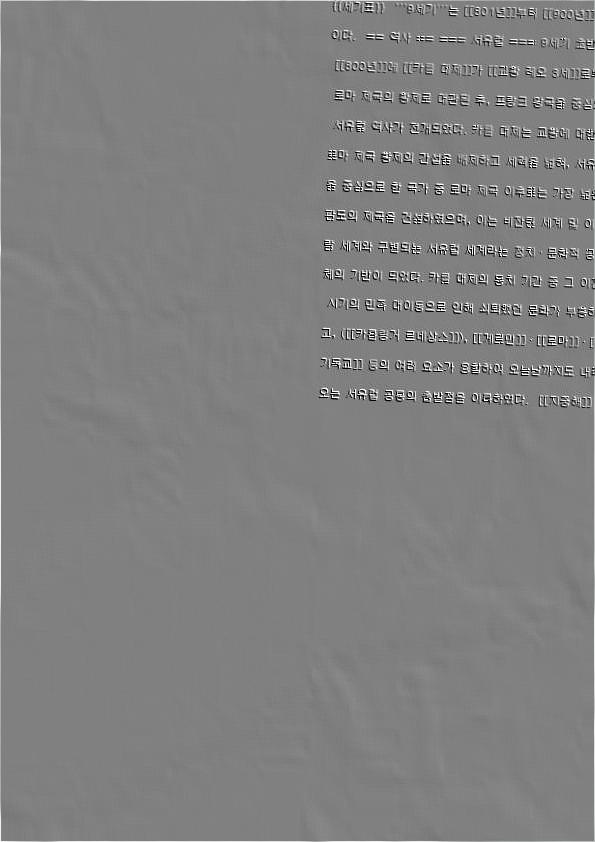 {{세기표}} '''9세기'''는 [[801년]]부터 [[900년]]
이다. == 역사 == === 서유럽 === 9세기 초반
[[800년]]에 [[카롤 대제]]가 [[교황 레오 3세]]로부
로마 제국의 황제로 대관된 후, 프랑크 왕국을 중심
서유럽 역사가 전개되었다. 카롤 대제는 교황에 대한
로마 제국 황제의 간섭을 배제하고 세력을 넓혀, 서유
을 중심으로 한 국가 중 로마 제국 이후로는 가장 넓은
판도의 제국을 건설하였으며, 이는 비잔틴 세계 및 이
람 세계와 구별되는 서유럽 세계라는 정치·문화적 공
체의 기반이 되었다. 카롤 대제의 통치 기간 중 그 이전
시기의 민족 대이동으로 인해 쇠퇴했던 문화가 부흥하
고, ([[카롤링거 르네상스]]), [[게르만]]·[[로마]]·[
기독교]] 등의 여러 요소가 융합하여 오늘날까지도 내려
오는 서유럽 공통의 출발점을 이룩하였다. [[지중해]]